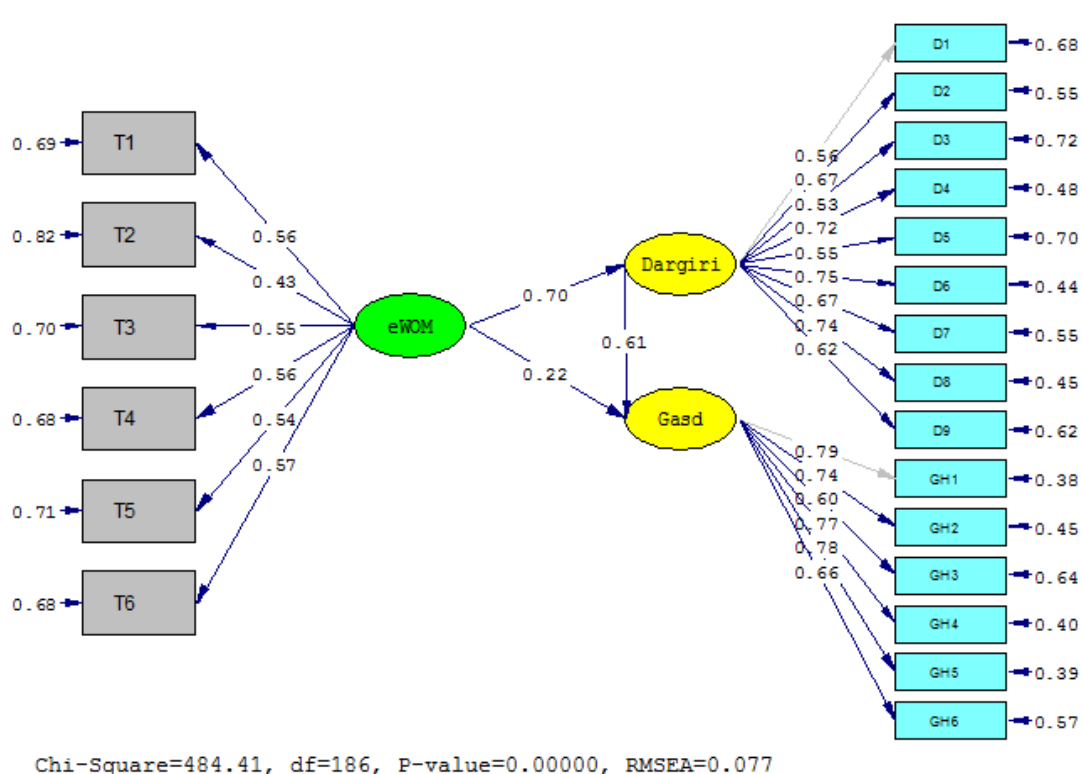 0.69 T1
0.82 T2
0.70 T3
0.68 T4
0.71 T5
0.68 T6
0.56
0.43
0.55
0.56
0.54
0.57
eWOM
0.70
0.22
0.61
Dargiri
Gasd
0.56
0.67
0.53
0.72
0.55
0.75
0.67
0.74
0.62
0.79
0.74
0.60
0.77
0.78
0.66
D1 0.68
D2 0.55
D3 0.72
D4 0.48
D5 0.70
D6 0.44
D7 0.55
D8 0.45
D9 0.62
GH1 0.38
GH2 0.45
GH3 0.64
GH4 0.40
GH5 0.39
GH6 0.57
Chi-Square=484.41, df=186, P-value=0.00000, RMSEA=0.077